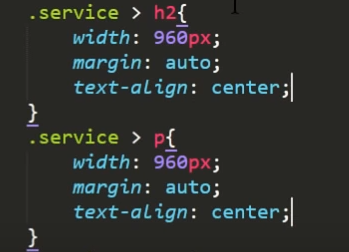 .service > h2{
    width: 960px;
    margin: auto;
    text-align: center;
}
.service > p{
    width: 960px;
    margin: auto;
    text-align: center;
}